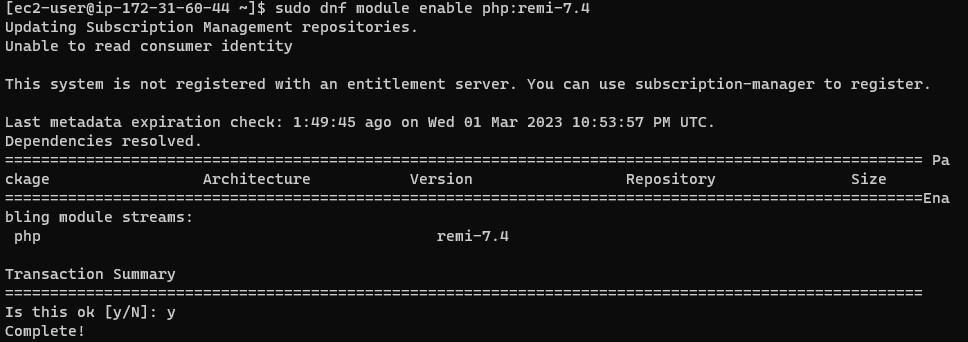 [ec2-user@ip-172-31-60-44 ~]$ sudo dnf module enable php:remi-7.4
Updating Subscription Management repositories.
Unable to read consumer identity

This system is not registered with an entitlement server. You can use subscription-manager to register.

Last metadata expiration check: 1:49:45 ago on Wed 01 Mar 2023 10:53:57 PM UTC.
Dependencies resolved.
====================================================================================================== Pa
ckage                 Architecture           Version                 Repository               Size
======================================================================================================Ena
bling module streams:
 php                                            remi-7.4

Transaction Summary
======================================================================================================
Is this ok [y/N]: y
Complete!